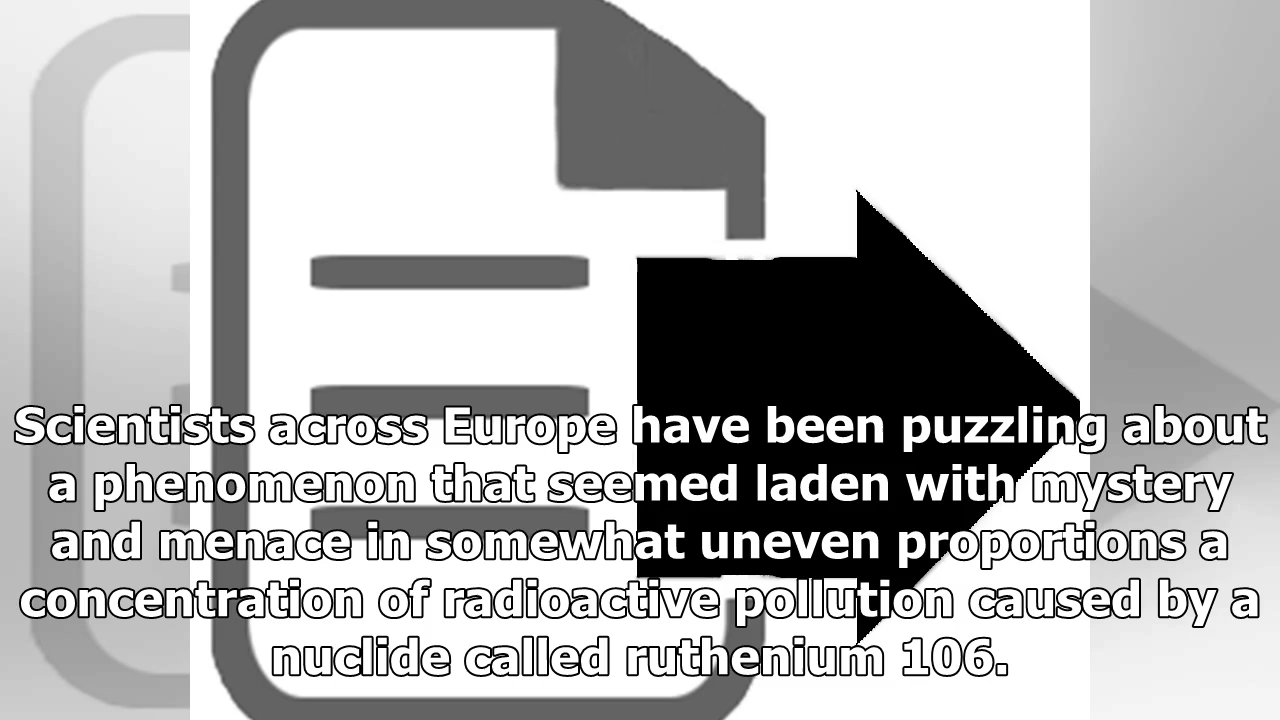 Scientists across Europe have been puzzling about
a phenomenon that seemed laden with mystery
and menace in somewhat uneven proportions a
concentration of radioactive pollution caused by a
nuclide called ruthenium 106.